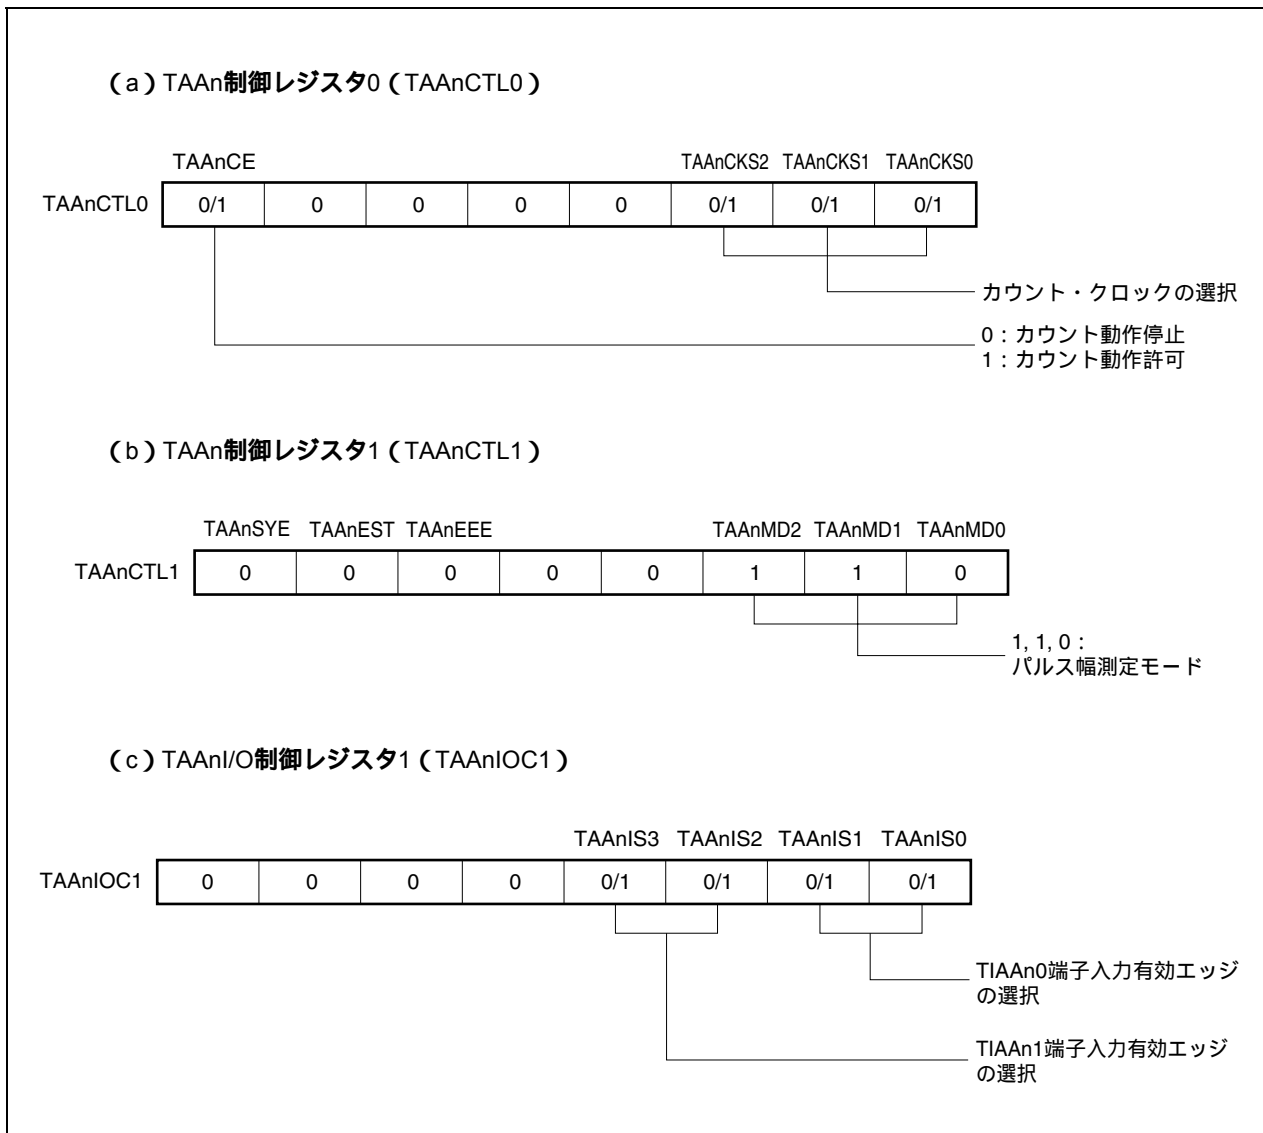 （a）TAAn制御レジスタ0（TAAnCTL0）
TAAnCE TAAnCKS2 TAAnCKS1 TAAnCKS0
TAAnCTL0 0/1 0 0 0 0 0/1 0/1 0/1
カウント・クロックの選択
0：カウント動作停止
1：カウント動作許可
（b）TAAn制御レジスタ1（TAAnCTL1）
TAAnSYE TAAnEST TAAnEEE TAAnMD2 TAAnMD1 TAAnMD0
TAAnCTL1 0 0 0 0 0 1 1 0
1, 1, 0：
パルス幅測定モード
（c）TAAnI/O制御レジスタ1（TAAnIOC1）
TAAnIS3 TAAnIS2 TAAnIS1 TAAnIS0
TAAnIOC1 0 0 0 0 0/1 0/1 0/1 0/1
TIAAn0端子入力有効エッジ
の選択
TIAAn1端子入力有効エッジ
の選択